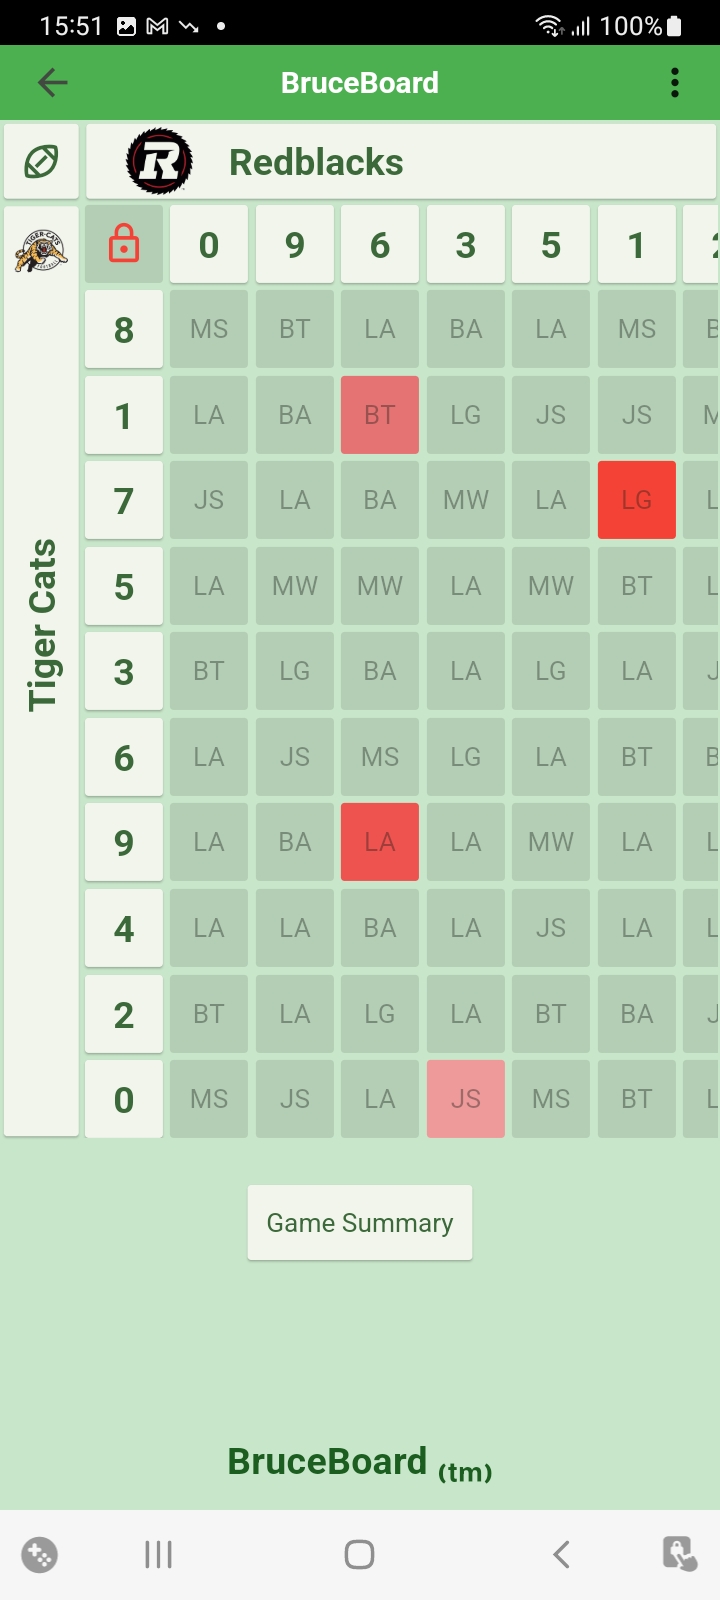 15:51 100%
BruceBoard
Redblacks
Tiger Cats
0 9 6 3 5 1
8 MS BT LA BA LA MS
1 LA BA BT LG JS JS
7 JS LA BA MW LA LG
5 LA MW MW LA MW BT
3 BT LG BA LA LG LA
6 LA JS MS LG LA BT
9 LA BA LA LA MW LA
4 LA LA BA LA JS LA
2 BT LA LG LA BT BA
0 MS JS LA JS MS BT
Game Summary
BruceBoard (tm)